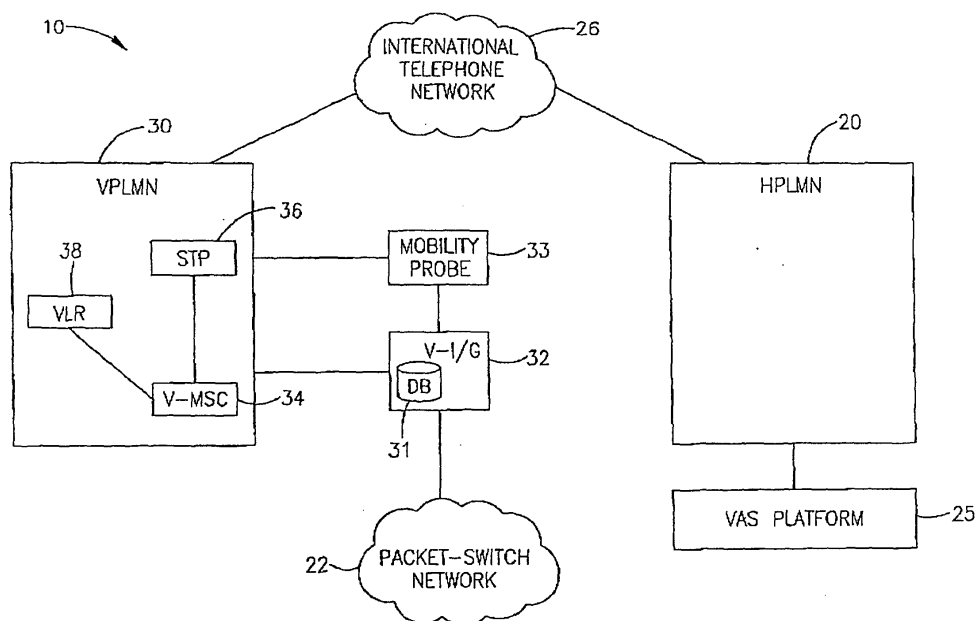 10
26
INTERNATIONAL
TELEPHONE
NETWORK
30
20
VPLMN
HPLMN
36
STP
MOBILITY
PROBE
33
38
VLR
V-I/G
32
DB
V-MSC
34
31
VAS PLATFORM
25
22
PACKET-SWITCH
NETWORK